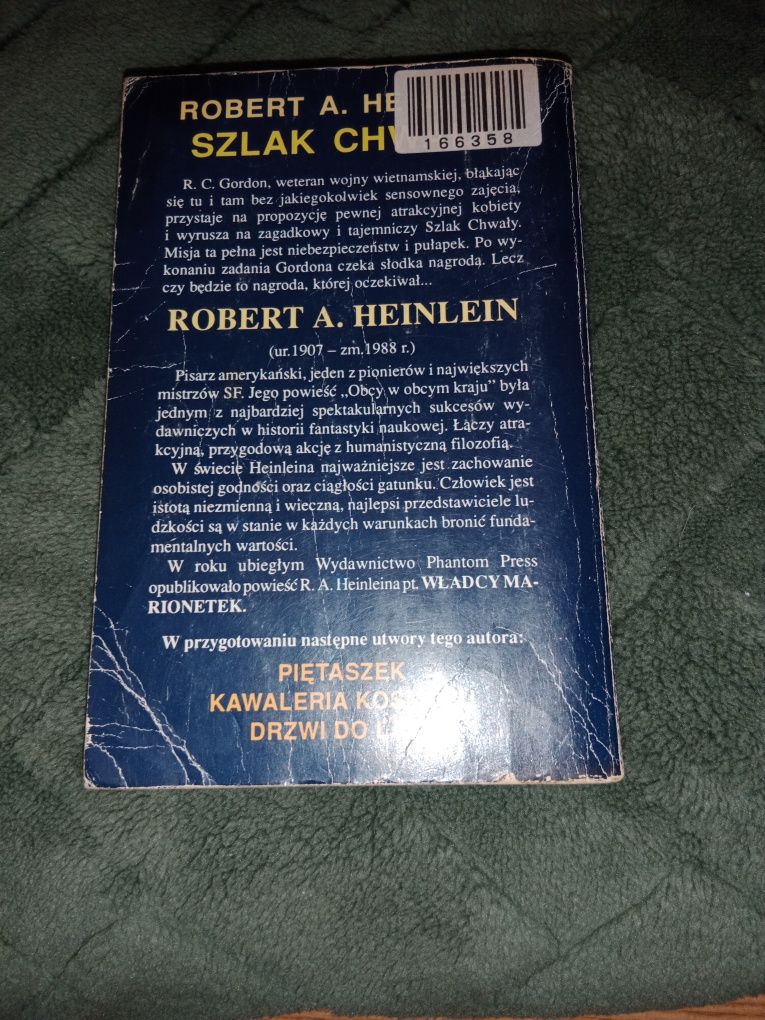 ROBERT A. HE
SZLAK CHW
166358
R. C. Gordon, weteran wojny wietnamskiej, błąkając
się tu i tam bez jakiegokolwiek sensownego zajęcia,
przystaje na propozycję pewnej atrakcyjnej kobiety
i wyrusza na zagadkowy i tajemniczy Szlak Chwały.
Misja ta pełna jest niebezpieczeństw i pułapek. Po wy-
konaniu zadania Gordona czeka słodka nagroda. Lecz
czy będzie to nagroda, której oczekiwał...
ROBERT A. HEINLEIN
(ur.1907 – zm.1988 r.)
Pisarz amerykański, jeden z pionierów i największych
mistrzów SF. Jego powieść „Obcy w obcym kraju" była
jednym z najbardziej spektakularnych sukcesów wy-
dawniczych w historii fantastyki naukowej. Łączy atra-
kcyjną, przygodową akcję z humanistyczną filozofią.
W świecie Heinleina najważniejsze jest zachowanie
osobistej godności oraz ciągłości gatunku. Człowiek jest
istotą niezmienną i wieczną, najlepsi przedstawiciele lu-
dzkości są w stanie w każdych warunkach bronić funda-
mentalnych wartości.
W roku ubiegłym Wydawnictwo Phantom Press
opublikowało powieść R. A. Heinleina pt. WŁADCY MA-
RIONETEK.
W przygotowaniu następne utwory tego autora:
PIĘTASZEK
KAWALERIA KOS
DRZWI DO L